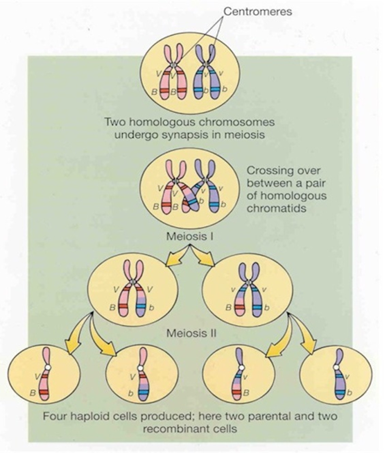 Centromeres
V V v v
B B b b
Two homologous chromosomes
undergo synapsis in meiosis
Crossing over
between a pair
of homologous
chromatids
V V v v
B B b b
Meiosis I
V V v v
B b B b
Meiosis II
V V v v
B b B b
Four haploid cells produced; here two parental and two
recombinant cells